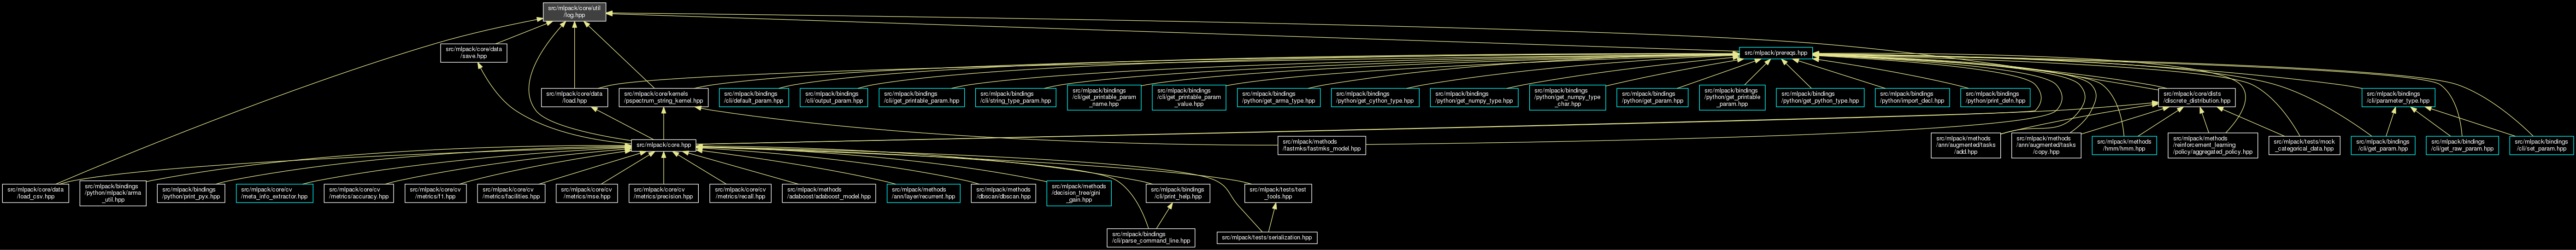 src/mlpack/core/util
/log.hpp
src/mlpack/core/data
/save.hpp
src/mlpack/prereqs.hpp
src/mlpack/core/data
/load.hpp
src/mlpack/core/kernels
/pspectrum_string_kernel.hpp
src/mlpack/bindings
/cli/default_param.hpp
src/mlpack/bindings
/cli/output_param.hpp
src/mlpack/bindings
/cli/get_printable_param.hpp
src/mlpack/bindings
/cli/string_type_param.hpp
src/mlpack/bindings
/cli/get_printable_param
_name.hpp
src/mlpack/bindings
/cli/get_printable_param
_value.hpp
src/mlpack/bindings
/python/get_arma_type.hpp
src/mlpack/bindings
/python/get_cython_type.hpp
src/mlpack/bindings
/python/get_numpy_type.hpp
src/mlpack/bindings
/python/get_numpy_type
_char.hpp
src/mlpack/bindings
/python/get_param.hpp
src/mlpack/bindings
/python/get_printable
_param.hpp
src/mlpack/bindings
/python/get_python_type.hpp
src/mlpack/bindings
/python/import_decl.hpp
src/mlpack/bindings
/python/print_defn.hpp
src/mlpack/core/dists
/discrete_distribution.hpp
src/mlpack/bindings
/cli/parameter_type.hpp
src/mlpack/core.hpp
src/mlpack/methods
/fastmks/fastmks_model.hpp
src/mlpack/methods
/ann/augmented/tasks
/add.hpp
src/mlpack/methods
/ann/augmented/tasks
/copy.hpp
src/mlpack/methods
/hmm/hmm.hpp
src/mlpack/methods
/reinforcement_learning
/policy/aggregated_policy.hpp
src/mlpack/tests/mock
_categorical_data.hpp
src/mlpack/bindings
/cli/get_param.hpp
src/mlpack/bindings
/cli/get_raw_param.hpp
src/mlpack/bindings
/cli/set_param.hpp
src/mlpack/core/data
/load_csv.hpp
src/mlpack/bindings
/python/mlpack/arma
_util.hpp
src/mlpack/bindings
/python/print_pyx.hpp
src/mlpack/core/cv
/meta_info_extractor.hpp
src/mlpack/core/cv
/metrics/accuracy.hpp
src/mlpack/core/cv
/metrics/f1.hpp
src/mlpack/core/cv
/metrics/facilities.hpp
src/mlpack/core/cv
/metrics/mse.hpp
src/mlpack/core/cv
/metrics/precision.hpp
src/mlpack/core/cv
/metrics/recall.hpp
src/mlpack/methods
/adaboost/adaboost_model.hpp
src/mlpack/methods
/ann/layer/recurrent.hpp
src/mlpack/methods
/dbscan/dbscan.hpp
src/mlpack/methods
/decision_tree/gini
_gain.hpp
src/mlpack/bindings
/cli/print_help.hpp
src/mlpack/tests/test
_tools.hpp
src/mlpack/bindings
/cli/parse_command_line.hpp
src/mlpack/tests/serialization.hpp